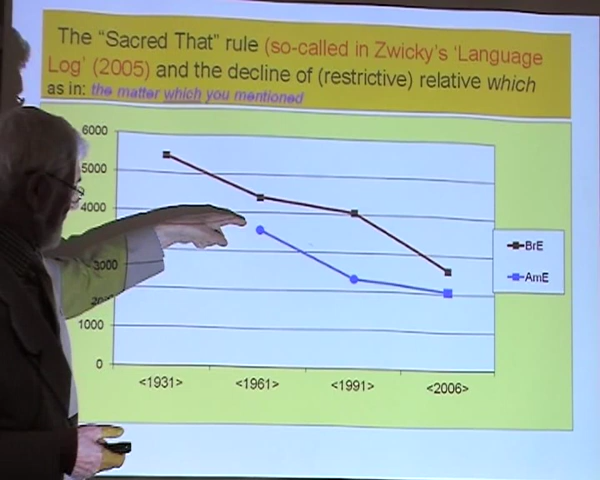 The “Sacred That” rule (so-called in Zwicky’s ‘Language
Log’ (2005) and the decline of (restrictive) relative which
as in: the matter which you mentioned
6000
5000
4000
3000
1000
0
<1931>
<1961>
<1991>
<2006>
BrE
AmE